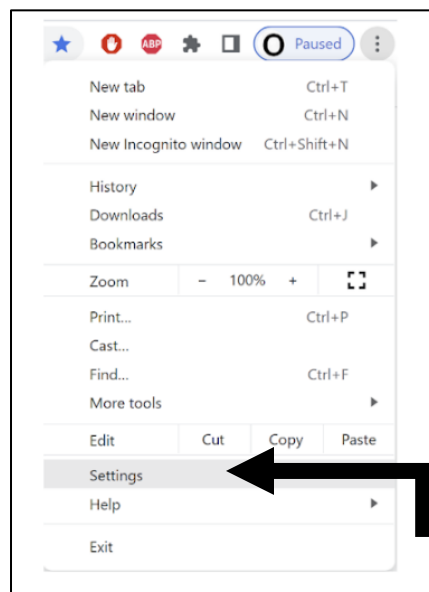 ABP O Paused
New tab Ctrl+T
New window Ctrl+N
New Incognito window Ctrl+Shift+N
History
Downloads Ctrl+J
Bookmarks
Zoom - 100% +
Print... Ctrl+P
Cast...
Find... Ctrl+F
More tools
Edit Cut Copy Paste
Settings
Help
Exit